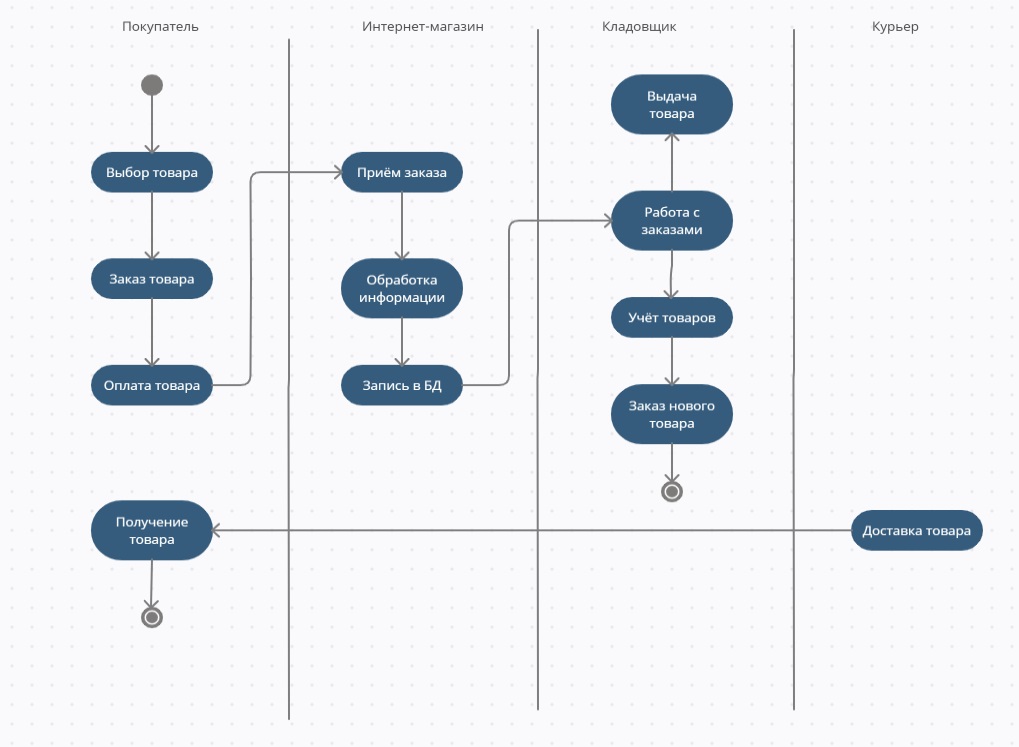 Покупатель
Интернет-магазин
Кладовщик
Курьер
Выбор товара
Заказ товара
Оплата товара
Получение
товара
Приём заказа
Обработка
информации
Запись в БД
Выдача
товара
Работа с
заказами
Учёт товаров
Заказ нового
товара
Доставка товара